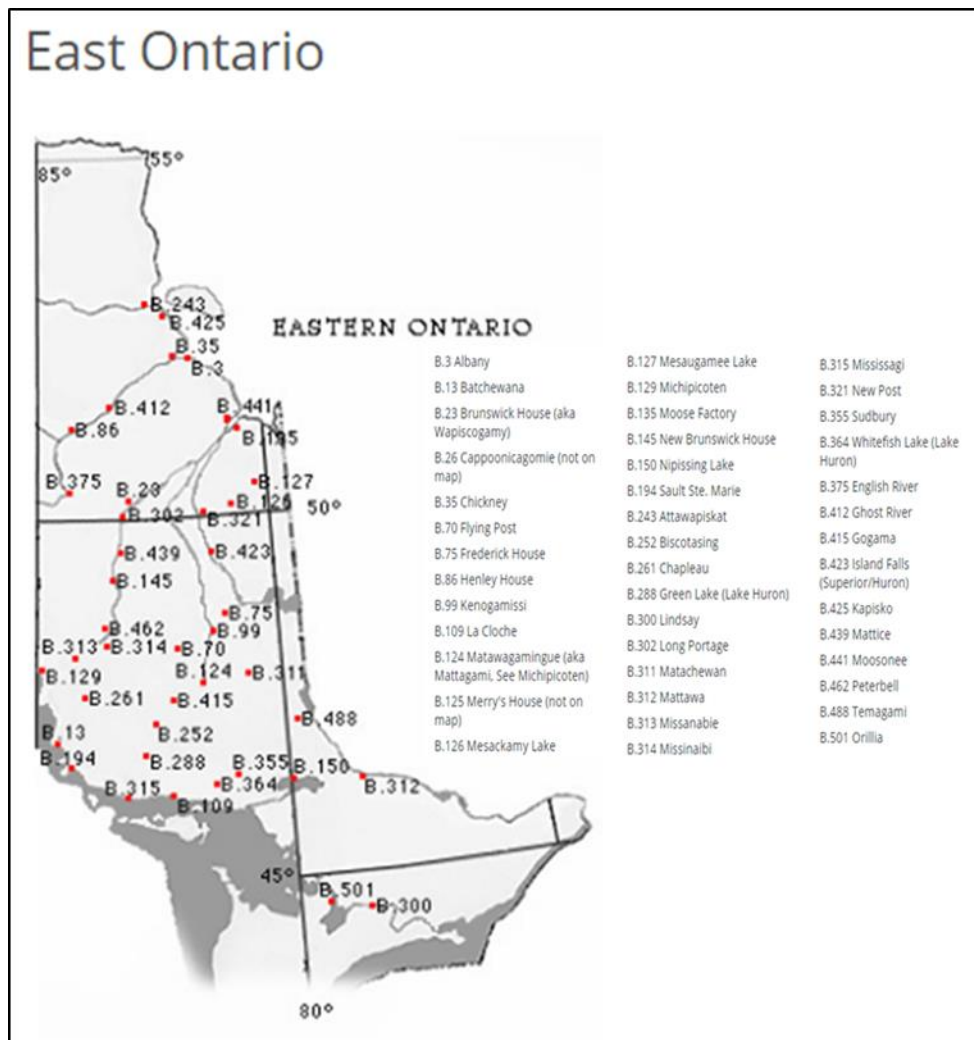 East Ontario
55°
85°
B.243
B.425
EASTERN ONTARIO
B.35
B.3
B.412
B.441
B.86
B.135
B.375
B.23
B.127
B.126
50°
B.302
B.321
B.439
B.423
B.145
B.75
B.462
B.99
B.313
B.314
B.70
B.129
B.124
B.311
B.261
B.415
B.488
B.13
B.252
B.194
B.288
B.355
B.150
B.315
B.364
B.312
B.109
45°
B.501
B.300
80°
B.3 Albany
B.13 Batchewana
B.23 Brunswick House (aka
Wapiscogamy)
B.26 Cappoonicagomie (not on
map)
B.35 Chickney
B.70 Flying Post
B.75 Frederick House
B.86 Henley House
B.99 Kenogamissi
B.109 La Cloche
B.124 Matawagamingue (aka
Mattagami, See Michipicoten)
B.125 Merry's House (not on
map)
B.126 Mesackamy Lake
B.127 Mesaugamee Lake
B.129 Michipicoten
B.135 Moose Factory
B.145 New Brunswick House
B.150 Nipissing Lake
B.194 Sault Ste. Marie
B.243 Attawapiskat
B.252 Biscotasing
B.261 Chapleau
B.288 Green Lake (Lake Huron)
B.300 Lindsay
B.302 Long Portage
B.311 Matachewan
B.312 Mattawa
B.313 Missanabie
B.314 Missinaibi
B.315 Mississagi
B.321 New Post
B.355 Sudbury
B.364 Whitefish Lake (Lake
Huron)
B.375 English River
B.412 Ghost River
B.415 Gogama
B.423 Island Falls
(Superior/Huron)
B.425 Kapisko
B.439 Mattice
B.441 Moosonee
B.462 Peterbell
B.488 Temagami
B.501 Orillia